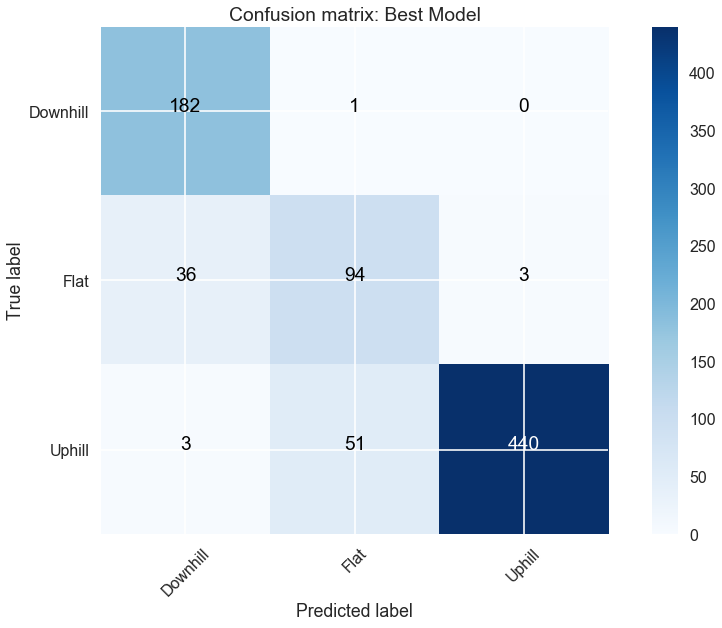 Confusion matrix: Best Model
True label
Downhill
182
1
0
Flat
36
94
3
Uphill
3
51
440
Downhill
Flat
Uphill
Predicted label
400
350
300
250
200
150
100
50
0